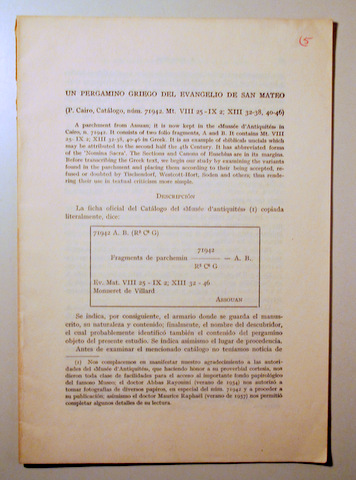 15
UN PERGAMINO GRIEGO DEL EVANGELIO DE SAN MATEO
(P. Cairo, Catálogo, núm. 71942. Mt. VIII 25 - IX 2; XIII 32-38, 40-46)
A parchment from Assuan; it is now kept in the «Musée d'Antiquités» in
Cairo, n. 71942. It consists of two folio fragments, A and B. It contains Mt. VIII
25 - IX 2; XIII 32-38, 40-46 in Greek. It is an example of «biblical» uncials which
may be attributed to the second half the 4th Century. It has abbreviated forms
of the 'Nomina Sacra'. The Sections and Canons of Eusebius are in the margins.
Before transcribing the Greek text, we begin our study by examining the variants
found in the parchment and placing them according to their being accepted, re-
fused or doubted by Tischendorf, Westcott-Hort, Soden and others; thus rende-
ring their use in textual criticism more simple.
DESCRIPCIÓN
La ficha oficial del Catálogo del «Musée d'antiquités» (1) copiada
literalmente, dice:
71942 A. B. (R³ Cª G)
71942
Fragments de parchemin — A. B.
R³ Cª G
Ev. Mat. VIII 25 - IX 2; XIII 32 - 46
Monneret de Villard
ASSOUAN
Se indica, por consiguiente, el armario donde se guarda el manus-
crito, su naturaleza y contenido; finalmente, el nombre del descubridor,
el cual probablemente identificó también el contenido del pergamino
objeto del presente estudio. Se indica asimismo el lugar de procedencia.
Antes de examinar el mencionado catálogo no teníamos noticia de
(1) Nos complacemos en manifestar nuestro agradecimiento a las autori-
dades del «Musée d'Antiquités», que haciendo honor a su proverbial cortesía, nos
dieron toda clase de facilidades para el acceso al importante fondo papirológico
del famoso Museo; el doctor Abbas Bayoumi (verano de 1954) nos autorizó a
tomar fotografías de diversos papiros, en especial del núm. 71942 y a proceder a
su publicación; asimismo el doctor Maurice Raphaël (verano de 1957) nos permitió
completar algunos detalles de su lectura.